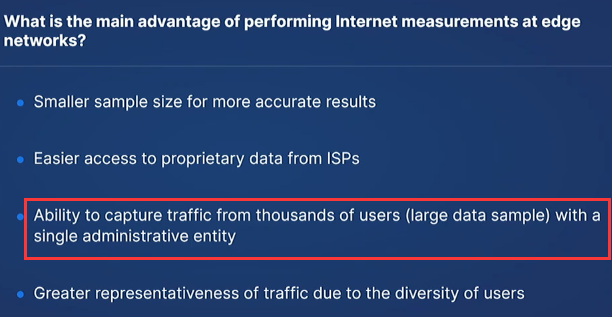 What is the main advantage of performing Internet measurements at edge
networks?
Smaller sample size for more accurate results
Easier access to proprietary data from ISPs
Ability to capture traffic from thousands of users (large data sample) with a
single administrative entity
Greater representativeness of traffic due to the diversity of users